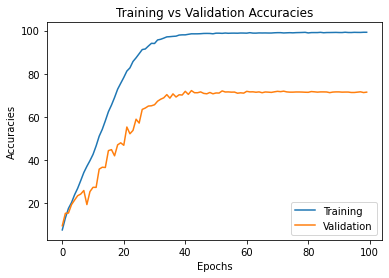 Training vs Validation Accuracies
Accuracies
100
80
60
40
20
0
20
40
60
80
100
Epochs
Training
Validation